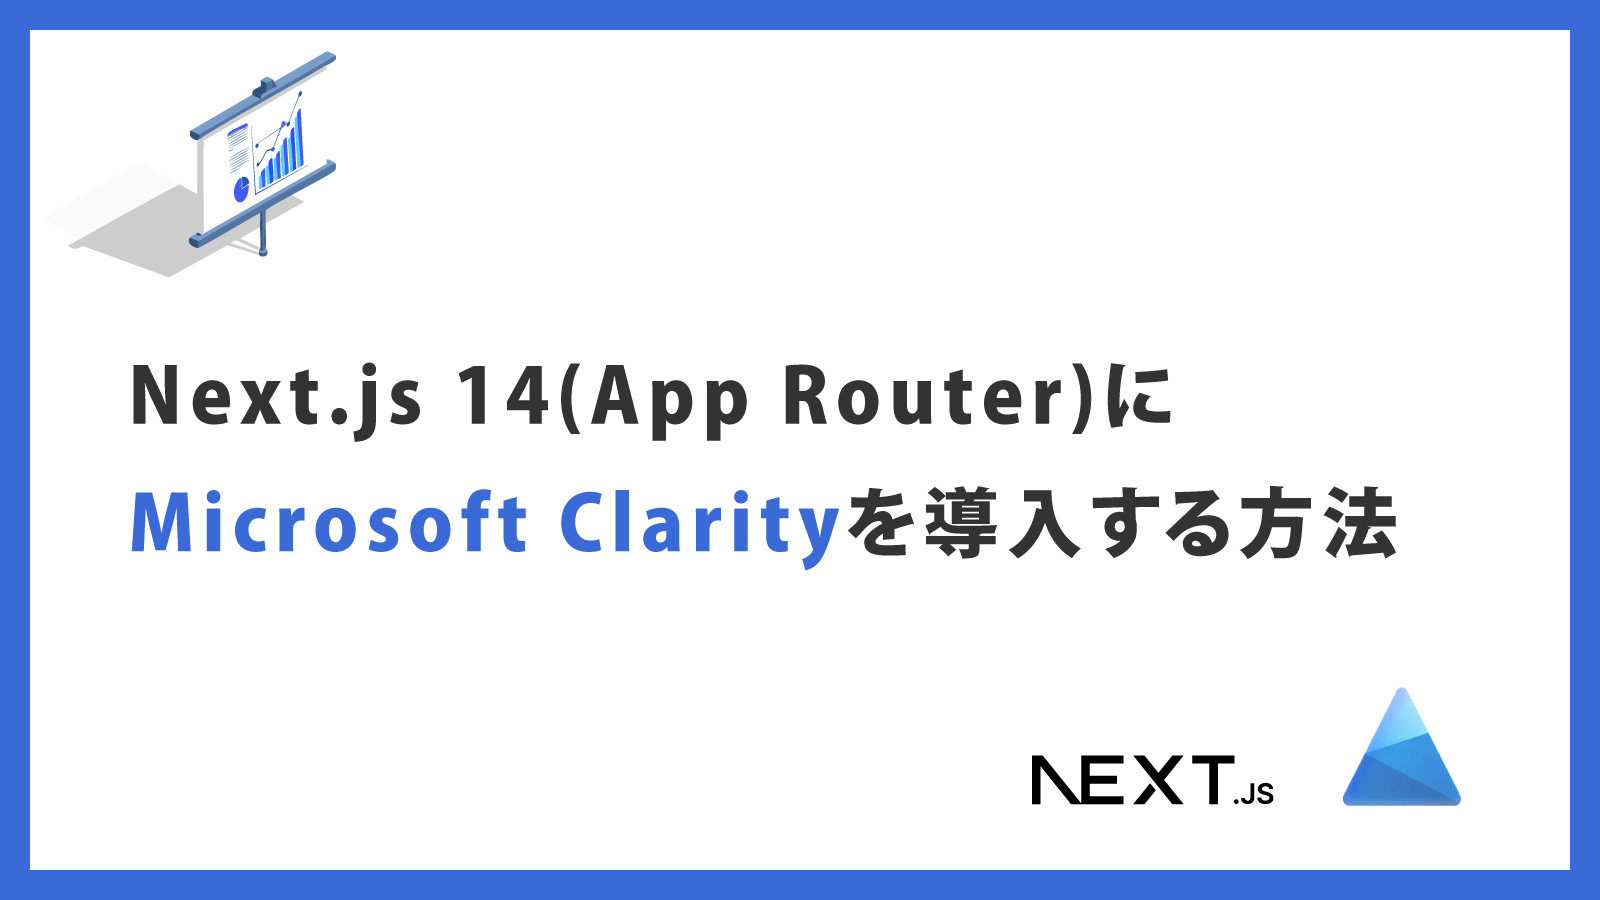 Next.js 14(App Router)に
Microsoft Clarityを導入する方法
NEXT.JS